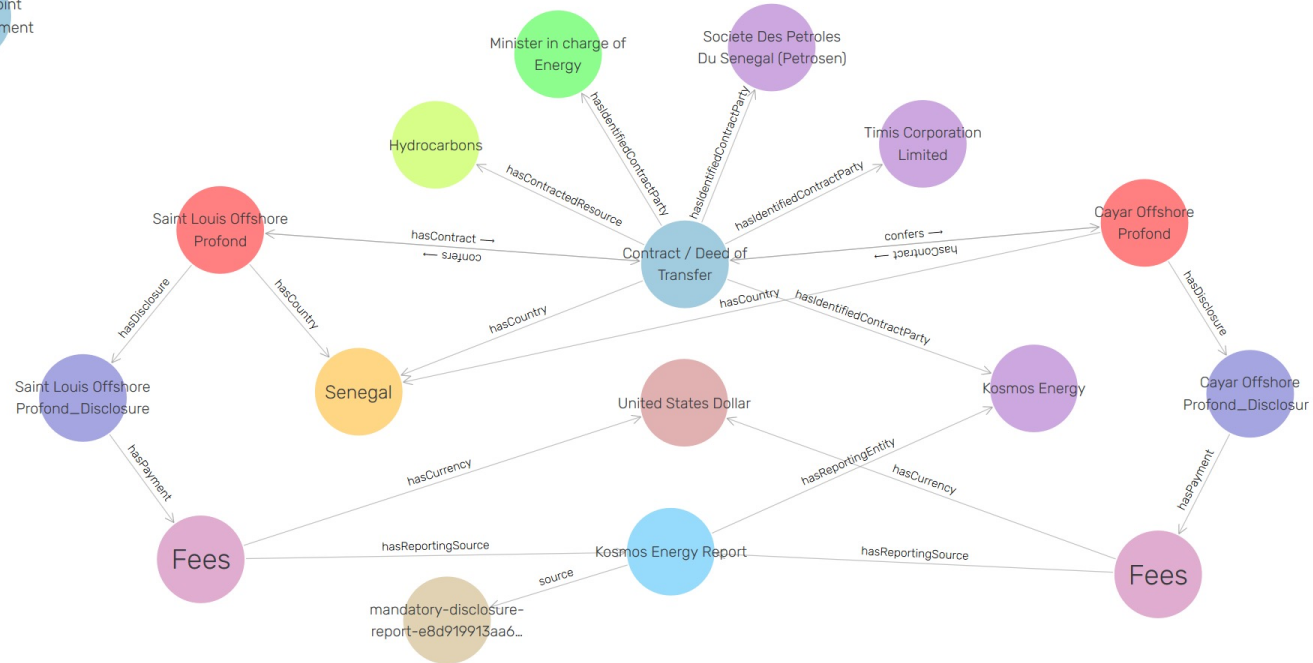 oint
ment
Minister in charge of
Energy
Societe Des Petroles
Du Senegal (Petrosen)
Hydrocarbons
Timis Corporation
Limited
hasIdentifiedContractParty
hasIdentifiedContractParty
hasIdentifiedContractParty
hasContractedResource
Saint Louis Offshore
Profond
Cayar Offshore
Profond
hasContract ⟶
confers ⟶
Contract / Deed of
Transfer
confers ⟶
hasContract ⟶
hasDisclosure
hasCountry
hasCountry
hasCountry
hasIdentifiedContractParty
hasDisclosure
Saint Louis Offshore
Profond_Disclosure
Senegal
United States Dollar
Kosmos Energy
Cayar Offshore
Profond_Disclosur
hasPayment
hasCurrency
hasReportingEntity
hasCurrency
hasPayment
Fees
hasReportingSource
Kosmos Energy Report
hasReportingSource
Fees
source
mandatory-disclosure-
report-e8d919913aa6…